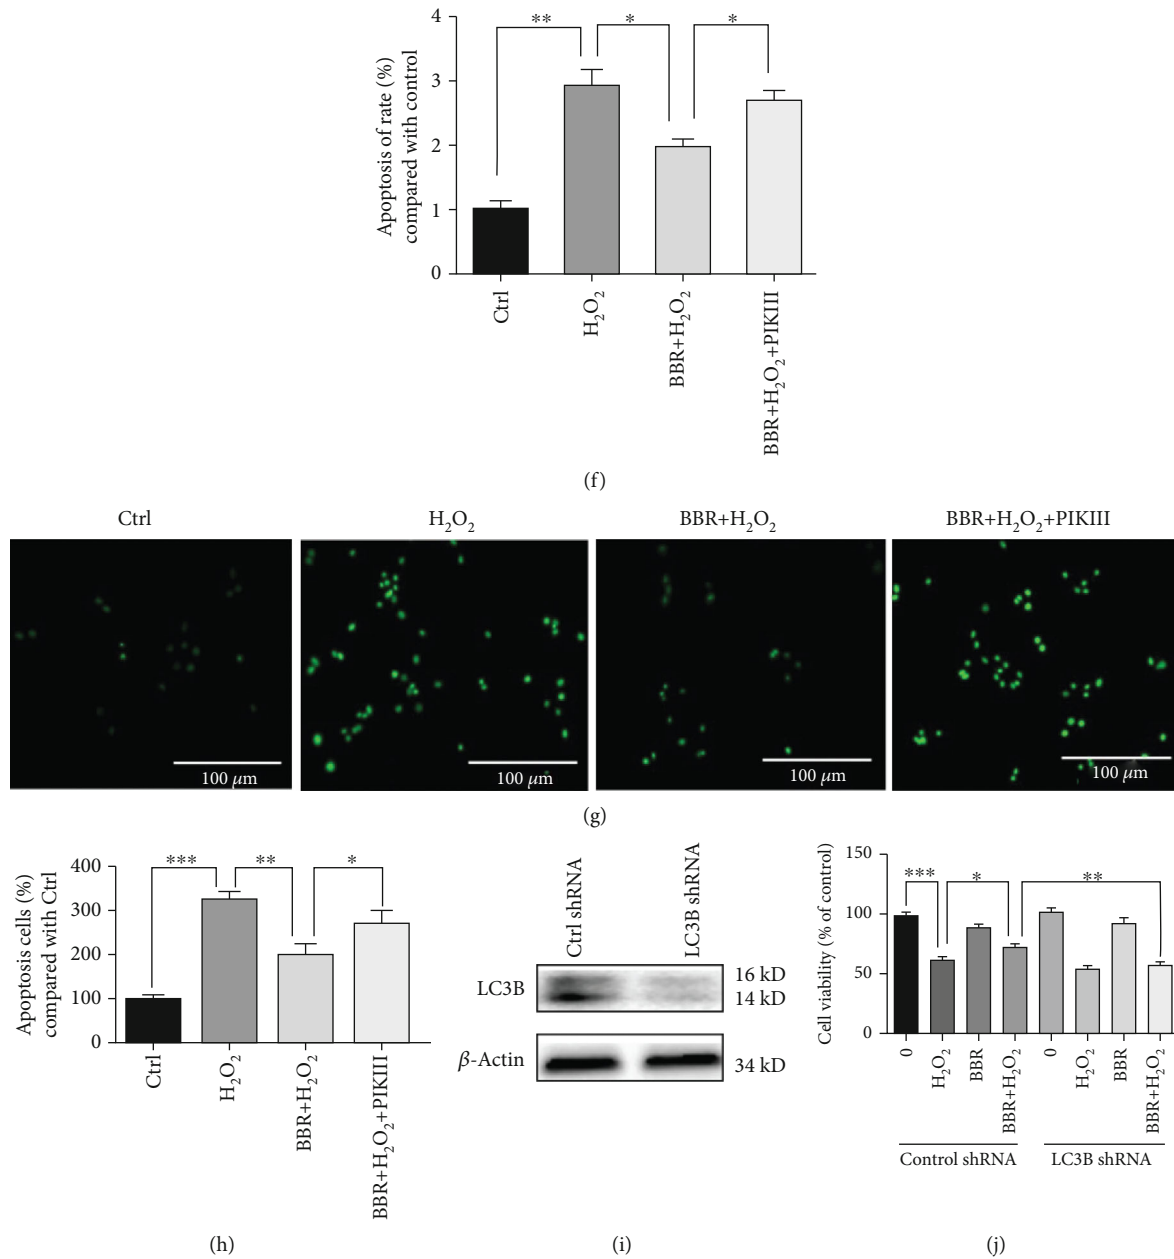 4
3
2
1
0
Apoptosis of rate (%)
compared with control
**
*
*
Ctrl
H₂O₂
BBR+H₂O₂
BBR+H₂O₂+PIKIII
(f)
Ctrl
H₂O₂
BBR+H₂O₂
BBR+H₂O₂+PIKIII
100 μm
100 μm
100 μm
100 μm
(g)
400
300
200
100
0
Apoptosis cells (%)
compared with Ctrl
***
**
*
Ctrl
H₂O₂
BBR+H₂O₂
BBR+H₂O₂+PIKIII
(h)
Ctrl shRNA
LC3B shRNA
LC3B
16 kD
14 kD
β-Actin
34 kD
(i)
150
100
50
0
Cell viability (% of control)
***
*
**
0
H₂O₂
BBR
BBR+H₂O₂
0
H₂O₂
BBR
BBR+H₂O₂
Control shRNA
LC3B shRNA
(j)